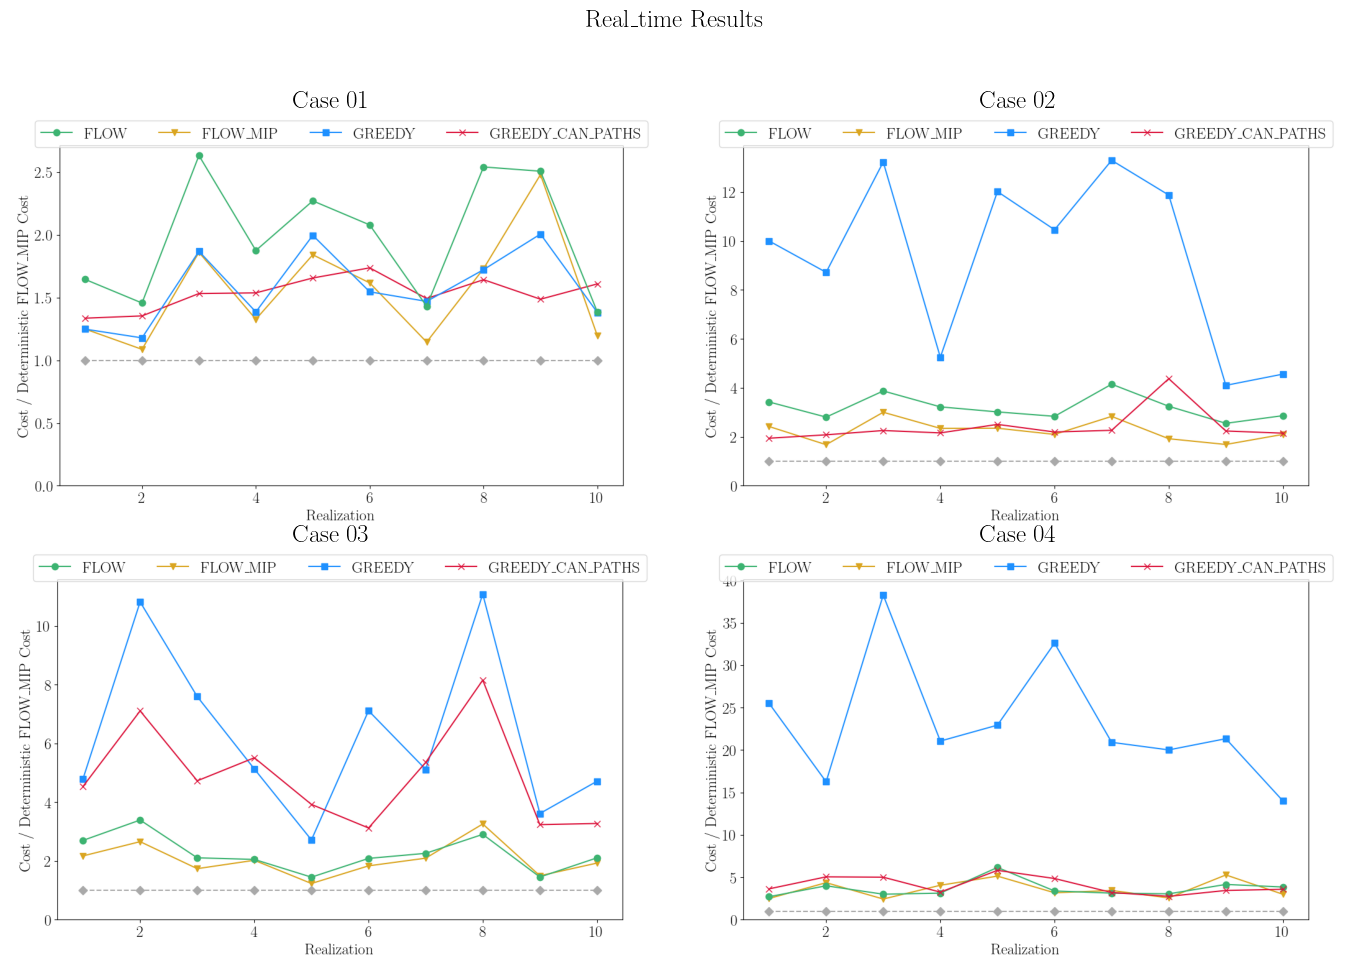 Real_time Results
Case 01
FLOW FLOW_MIP GREEDY GREEDY_CAN_PATHS
Cost / Deterministic FLOW_MIP Cost
2.5
2.0
1.5
1.0
0.5
0.0
2 4 6 8 10
Realization
Case 02
FLOW FLOW_MIP GREEDY GREEDY_CAN_PATHS
Cost / Deterministic FLOW_MIP Cost
12
10
8
6
4
2
0
2 4 6 8 10
Realization
Case 03
FLOW FLOW_MIP GREEDY GREEDY_CAN_PATHS
Cost / Deterministic FLOW_MIP Cost
10
8
6
4
2
0
2 4 6 8 10
Realization
Case 04
FLOW FLOW_MIP GREEDY GREEDY_CAN_PATHS
Cost / Deterministic FLOW_MIP Cost
40
35
30
25
20
15
10
5
0
2 4 6 8 10
Realization